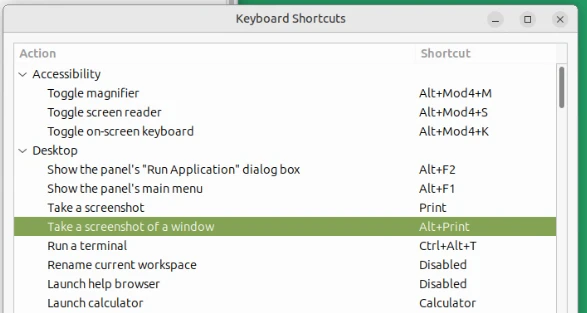 Keyboard Shortcuts
Action Shortcut
Accessibility
Toggle magnifier Alt+Mod4+M
Toggle screen reader Alt+Mod4+S
Toggle on-screen keyboard Alt+Mod4+K
Desktop
Show the panel's "Run Application" dialog box Alt+F2
Show the panel's main menu Alt+F1
Take a screenshot Print
Take a screenshot of a window Alt+Print
Run a terminal Ctrl+Alt+T
Rename current workspace Disabled
Launch help browser Disabled
Launch calculator Calculator